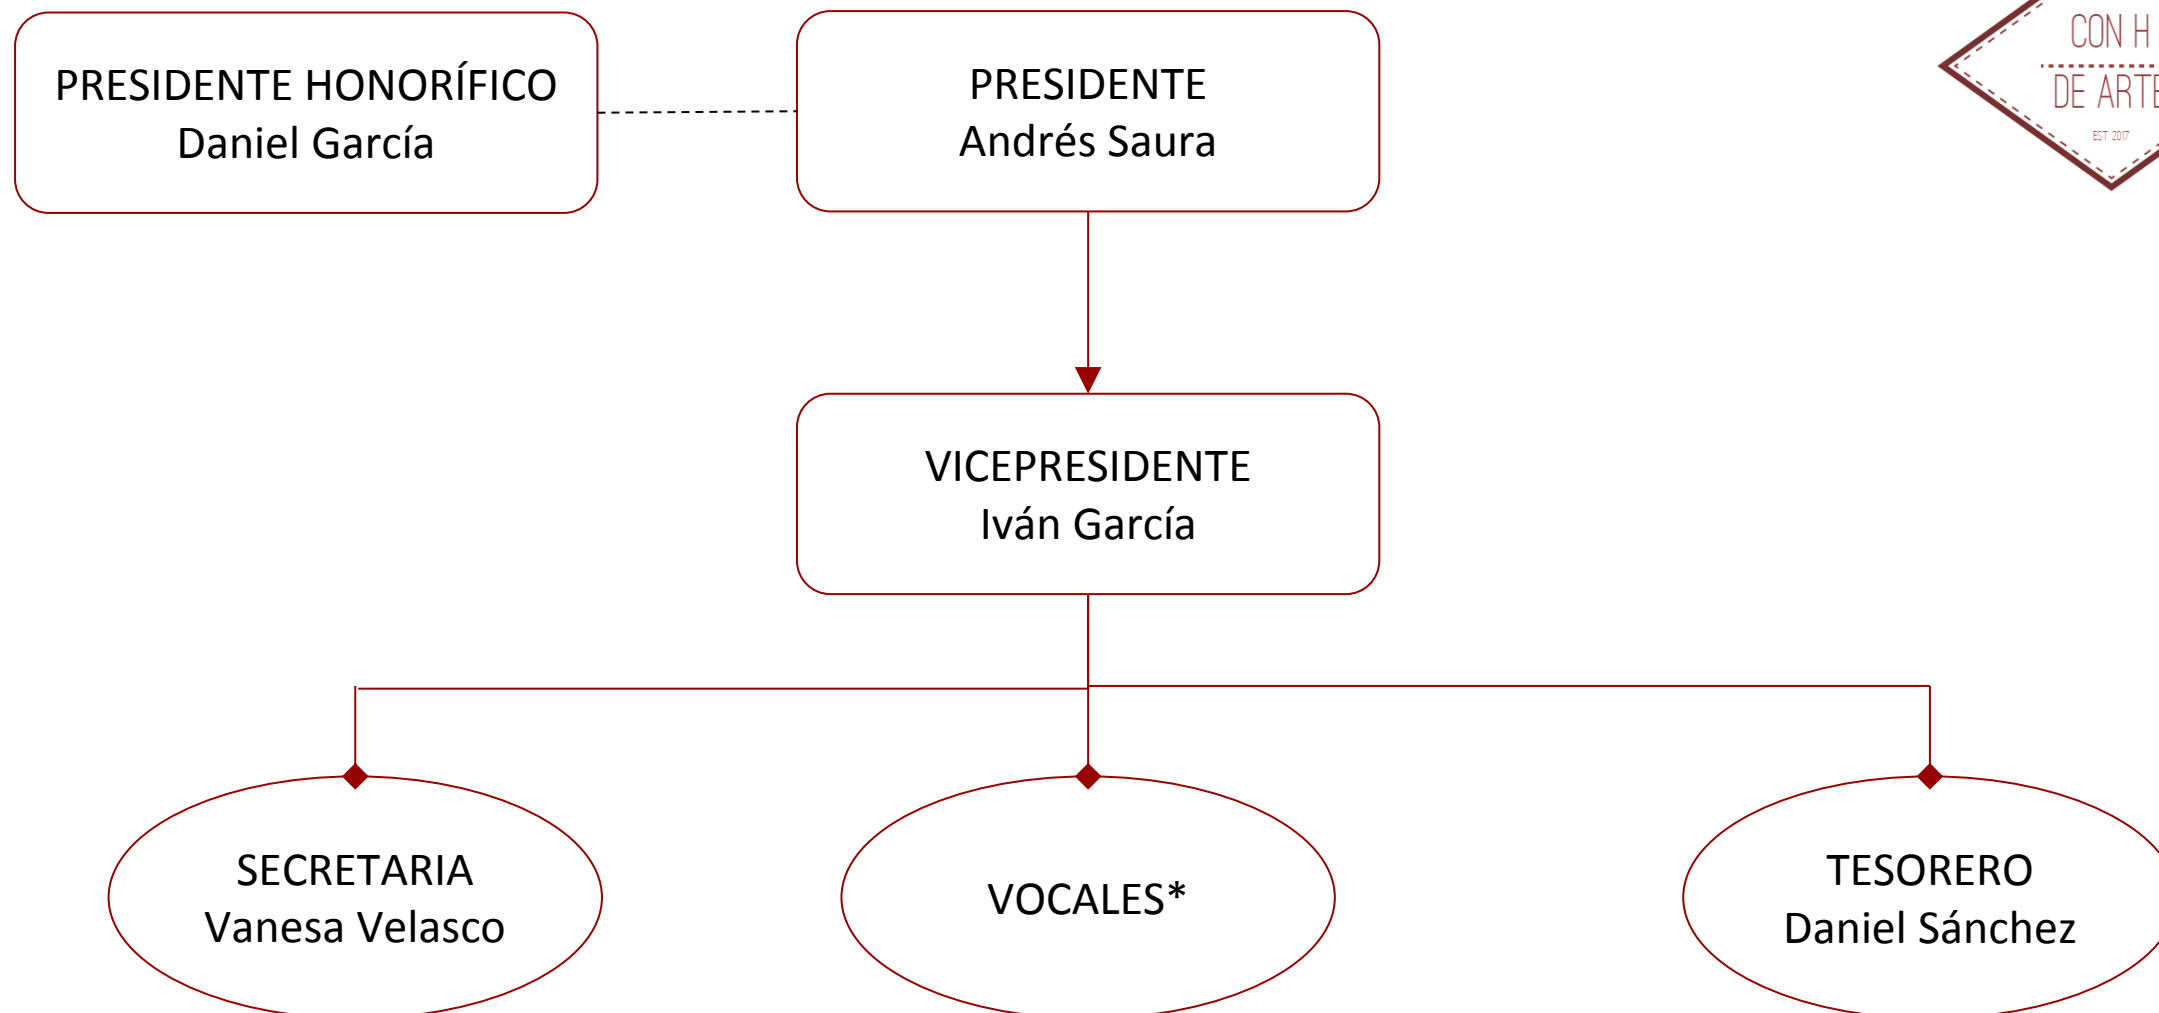 PRESIDENTE HONORÍFICO
Daniel García
PRESIDENTE
Andrés Saura
CON H
DE ARTE
EST. 2017
VICEPRESIDENTE
Iván García
SECRETARIA
Vanesa Velasco
VOCALES*
TESORERO
Daniel Sánchez